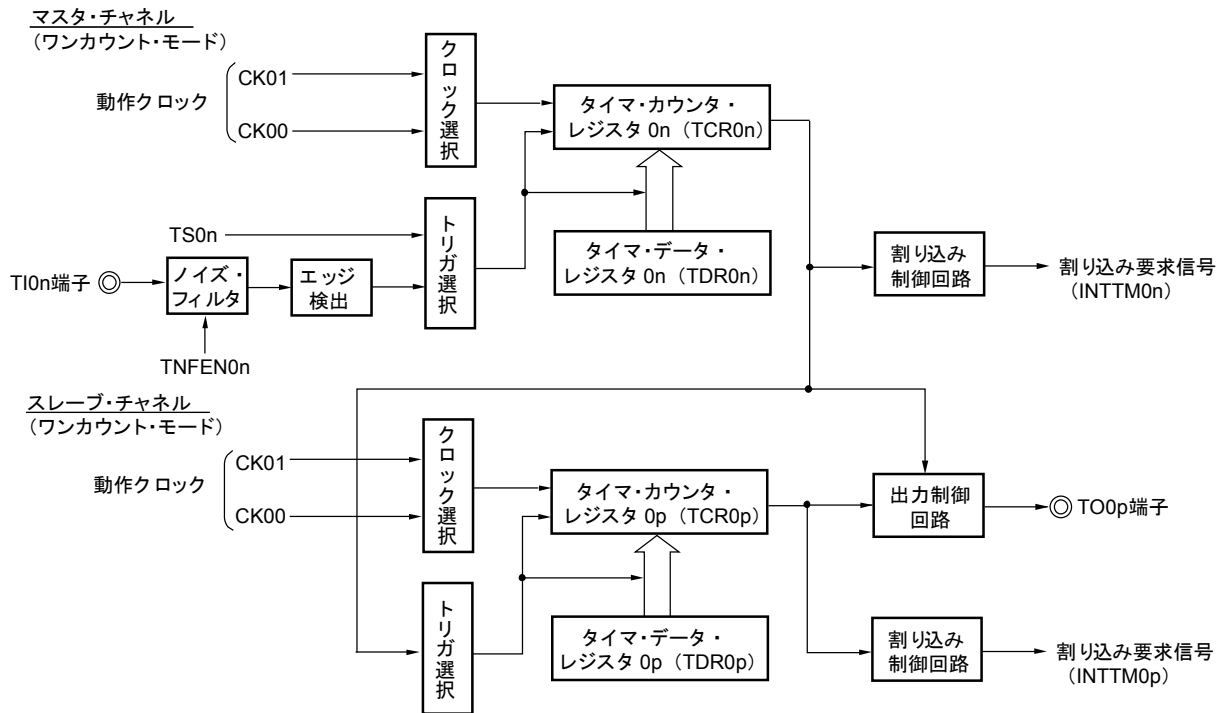 マスタ・チャネル
(ワンカウント・モード)
動作クロック
CK01
CK00
クロック選択
タイマ・カウンタ・
レジスタ 0n (TCR0n)
TS0n
トリガ選択
タイマ・データ・
レジスタ 0n (TDR0n)
割り込み
制御回路
割り込み要求信号
(INTTM0n)
TI0n端子
ノイズ・
フィルタ
エッジ
検出
TNFEN0n
スレーブ・チャネル
(ワンカウント・モード)
動作クロック
CK01
CK00
クロック選択
タイマ・カウンタ・
レジスタ 0p (TCR0p)
出力制御
回路
TO0p端子
トリガ選択
タイマ・データ・
レジスタ 0p (TDR0p)
割り込み
制御回路
割り込み要求信号
(INTTM0p)